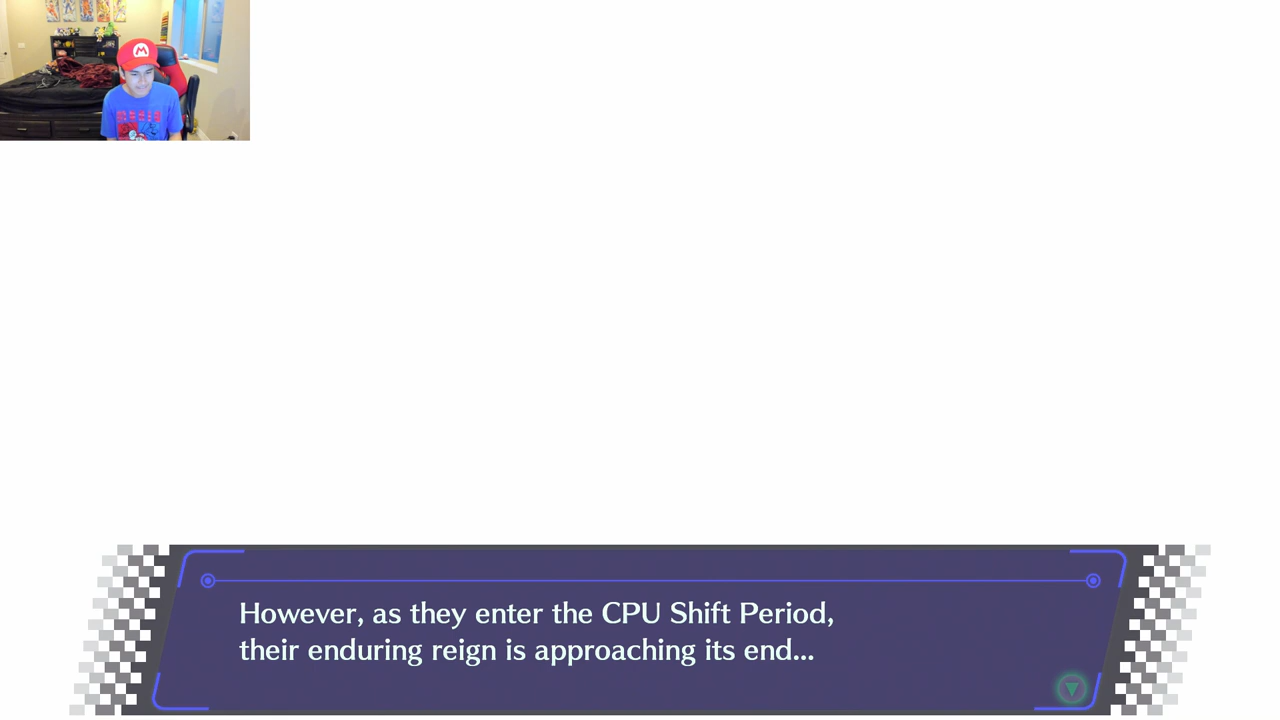 However, as they enter the CPU Shift Period,
their enduring reign is approaching its end...